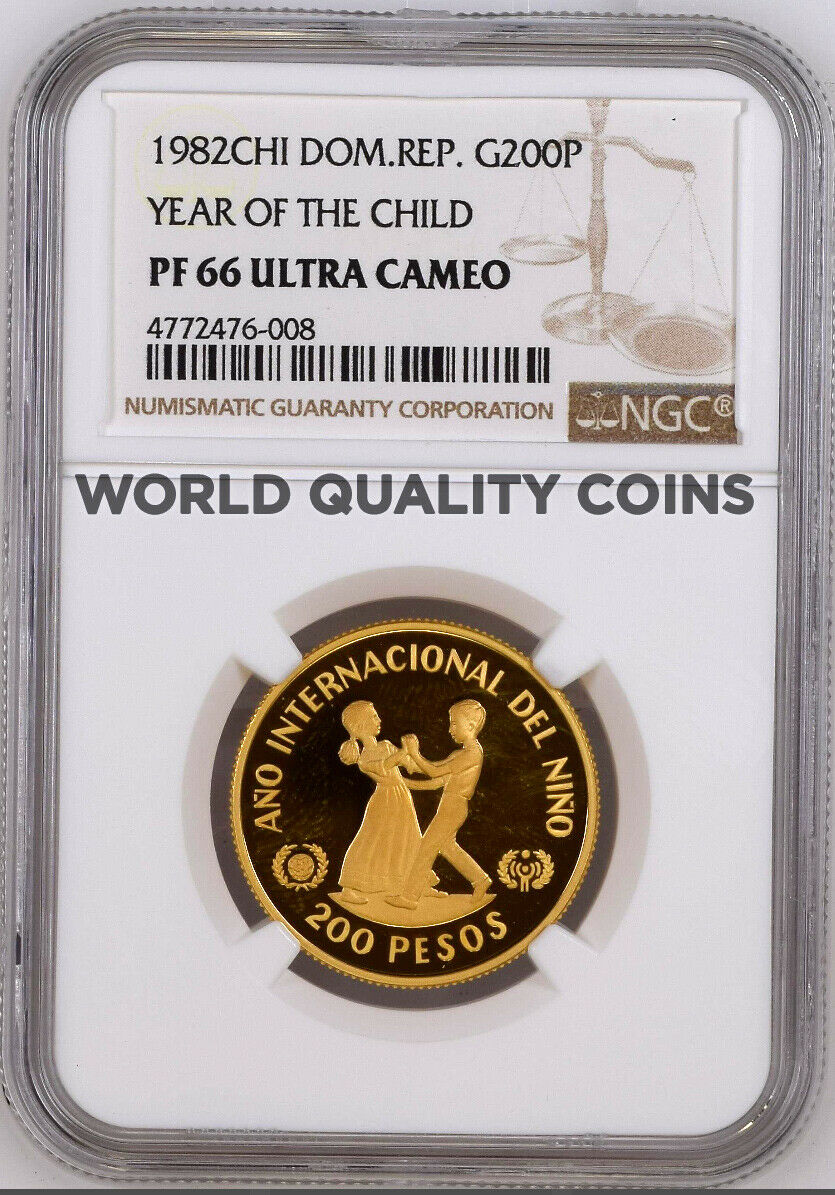 1982CHI DOM.REP. G200P
YEAR OF THE CHILD
PF 66 ULTRA CAMEO
4772476-008
NUMISMATIC GUARANTY CORPORATION
NGC®
WORLD QUALITY COINS
AÑO INTERNACIONAL DEL NIÑO
200 PESOS